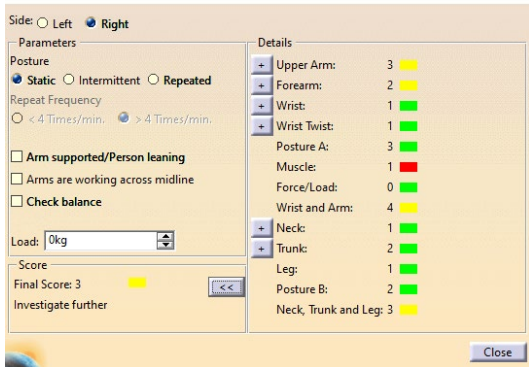 Side: Left Right
Parameters
Posture
Static Intermittent Repeated
Repeat Frequency
< 4 Times/min. > 4 Times/min.
Arm supported/Person leaning
Arms are working across midline
Check balance
Load: 0kg
Score
Final Score: 3
<<
Investigate further
Details
+ Upper Arm: 3
+ Forearm: 2
+ Wrist: 1
+ Wrist Twist: 1
Posture A: 3
Muscle: 1
Force/Load: 0
Wrist and Arm: 4
+ Neck: 1
+ Trunk: 2
Leg: 1
Posture B: 2
Neck, Trunk and Leg: 3
Close